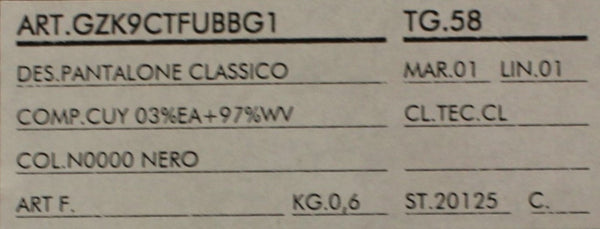 ART.GZK9CTFUBBG1 TG.58
DES.PANTALONE CLASSICO MAR.01 LIN.01
COMP.CUY 03%EA+97%WV CL.TEC.CL
COL.N0000 NERO
ART F. KG.0,6 ST.20125 C.